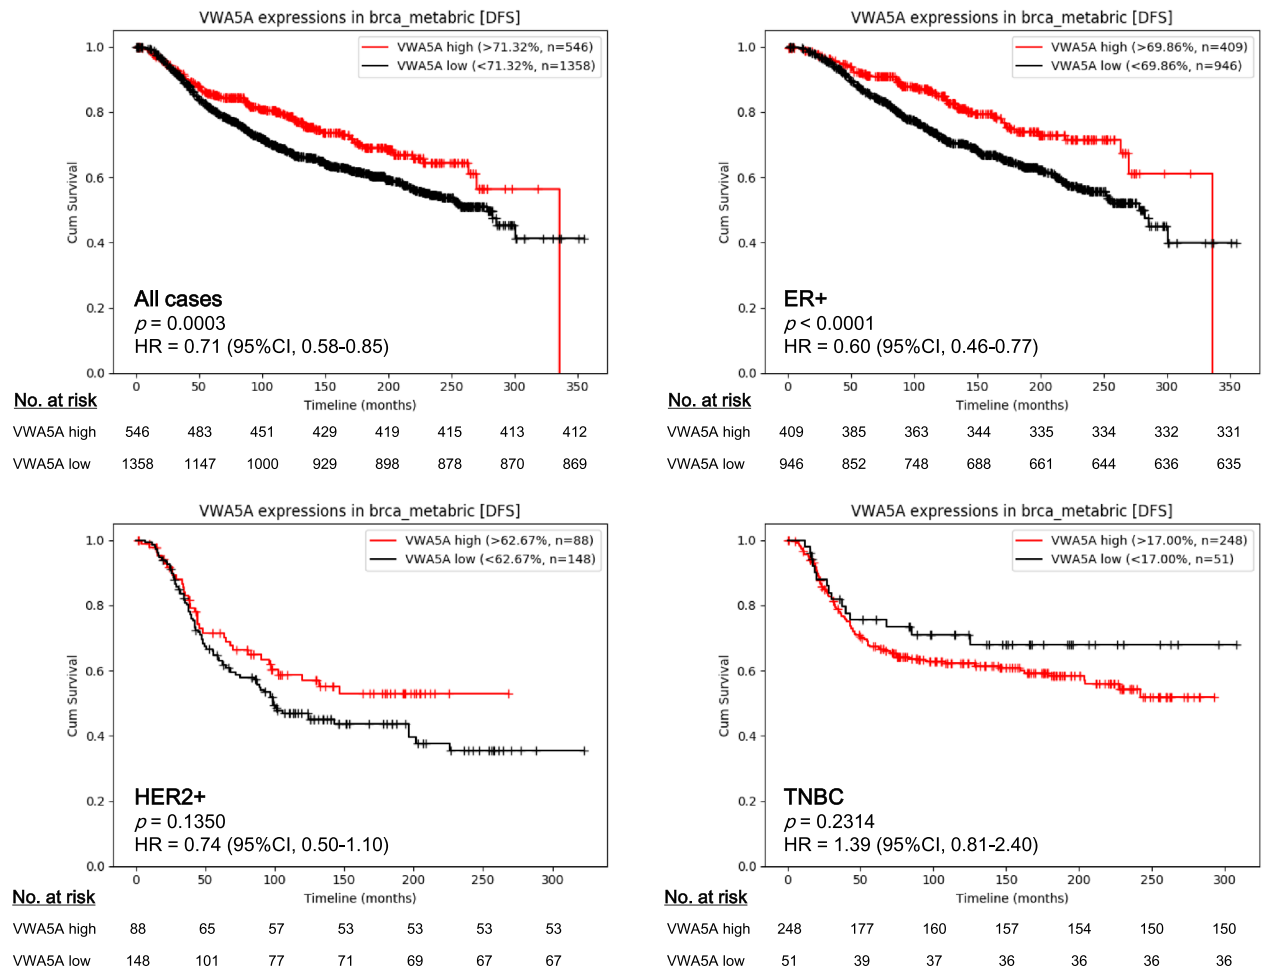 VWA5A expressions in brca_metabric [DFS]
VWA5A high (>71.32%, n=546)
VWA5A low (<71.32%, n=1358)
1.0
0.8
0.6
0.4
0.2
0.0
Cum Survival
All cases
p = 0.0003
HR = 0.71 (95%CI, 0.58-0.85)
0 50 100 150 200 250 300 350
Timeline (months)
No. at risk
VWA5A high 546 483 451 429 419 415 413 412
VWA5A low 1358 1147 1000 929 898 878 870 869
VWA5A expressions in brca_metabric [DFS]
VWA5A high (>69.86%, n=409)
VWA5A low (<69.86%, n=946)
1.0
0.8
0.6
0.4
0.2
0.0
Cum Survival
ER+
p < 0.0001
HR = 0.60 (95%CI, 0.46-0.77)
0 50 100 150 200 250 300 350
Timeline (months)
No. at risk
VWA5A high 409 385 363 344 335 334 332 331
VWA5A low 946 852 748 688 661 644 636 635
VWA5A expressions in brca_metabric [DFS]
VWA5A high (>62.67%, n=88)
VWA5A low (<62.67%, n=148)
1.0
0.8
0.6
0.4
0.2
0.0
Cum Survival
HER2+
p = 0.1350
HR = 0.74 (95%CI, 0.50-1.10)
0 50 100 150 200 250 300
Timeline (months)
No. at risk
VWA5A high 88 65 57 53 53 53 53
VWA5A low 148 101 77 71 69 67 67
VWA5A expressions in brca_metabric [DFS]
VWA5A high (>17.00%, n=248)
VWA5A low (<17.00%, n=51)
1.0
0.8
0.6
0.4
0.2
0.0
Cum Survival
TNBC
p = 0.2314
HR = 1.39 (95%CI, 0.81-2.40)
0 50 100 150 200 250 300
Timeline (months)
No. at risk
VWA5A high 248 177 160 157 154 150 150
VWA5A low 51 39 37 36 36 36 36